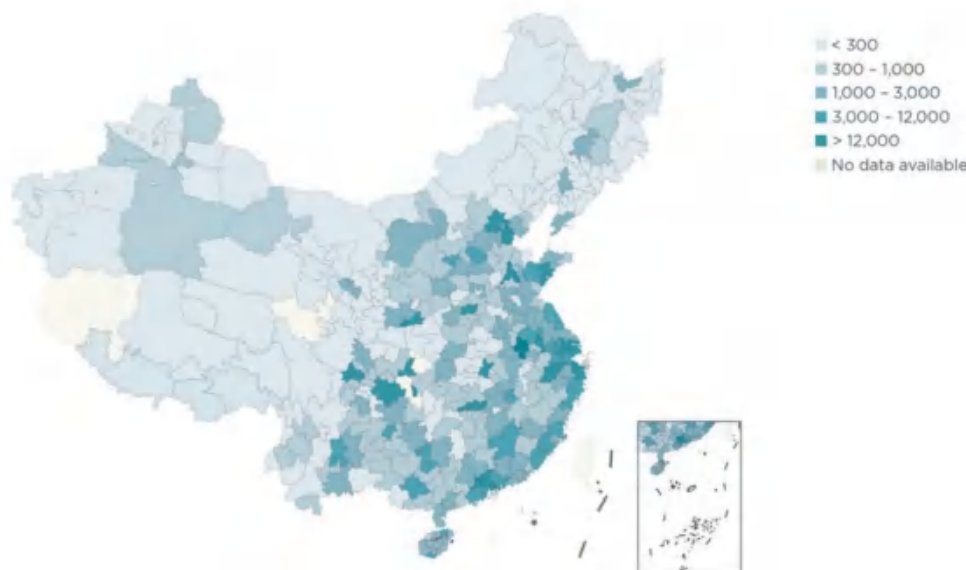 < 300
300 – 1,000
1,000 – 3,000
3,000 – 12,000
> 12,000
No data available